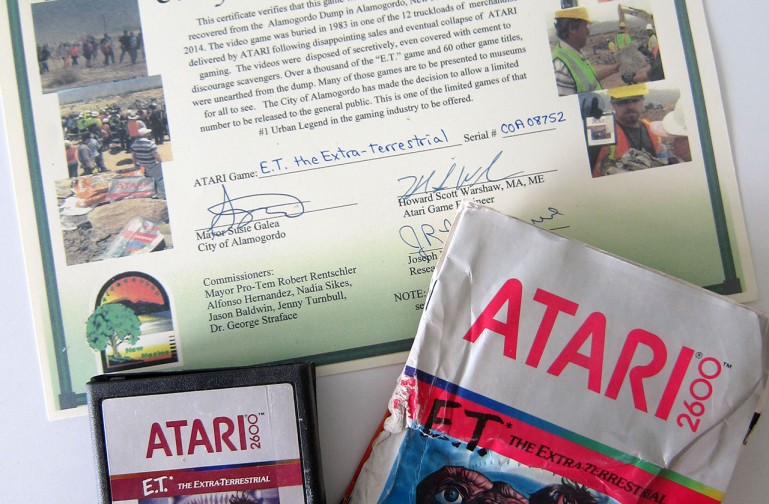 This certificate verifies that this game
recovered from the Alamogordo Dump in Alamogordo, New
2014. The video game was buried in 1983 in one of the 12 truckloads of merchandise
delivered by ATARI following disappointing sales and eventual collapse of ATARI
gaming. The videos were disposed of secretively, even covered with cement to
discourage scavengers. Over a thousand of the "E.T." game and 60 other game titles,
were unearthed from the dump. Many of those games are to be presented to museums
for all to see. The City of Alamogordo has made the decision to allow a limited
number to be released to the general public. This is one of the limited games of that
#1 Urban Legend in the gaming industry to be offered.
ATARI Game: E.T. the Extra-terrestrial Serial # COA 08752
Mayor Susie Galea
City of Alamogordo
Howard Scott Warshaw, MA, ME
Atari Game Engineer
Joseph
Resea
Commissioners:
Mayor Pro-Tem Robert Rentschler
Alfonso Hernandez, Nadia Sikes,
Jason Baldwin, Jenny Turnbull,
Dr. George Straface
NOTE:
se
New Mexico
ATARI® 2600™
E.T.* THE EXTRA-TERRESTRIAL
ATARI® 2600™
E.T.* THE EXTRA-TERRESTRIAL